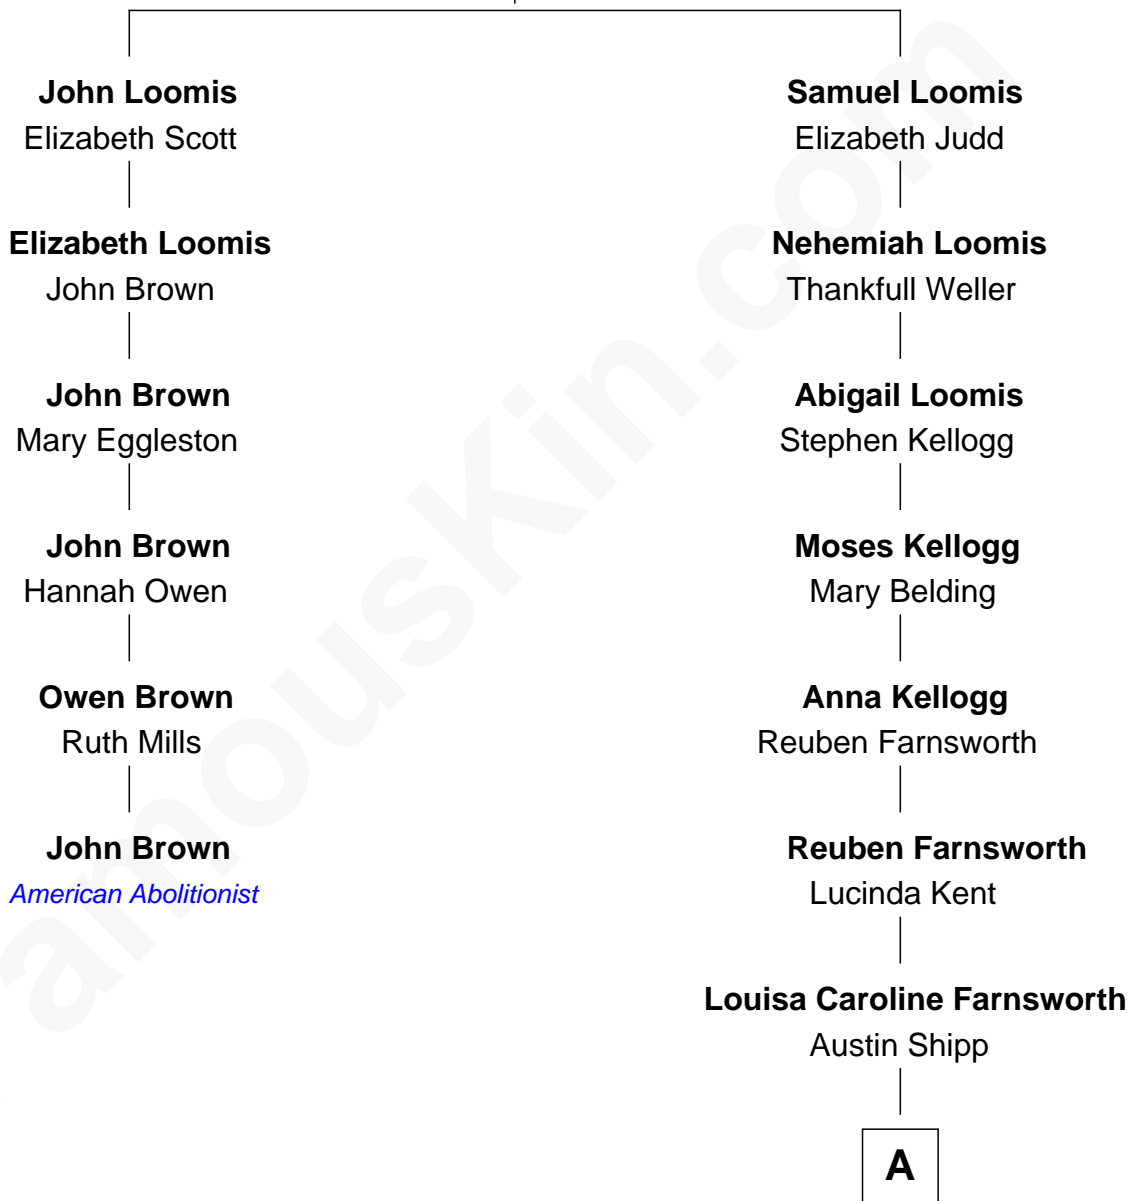 John Loomis
Elizabeth Scott
Elizabeth Loomis
John Brown
John Brown
Mary Eggleston
John Brown
Hannah Owen
Owen Brown
Ruth Mills
John Brown
American Abolitionist
Samuel Loomis
Elizabeth Judd
Nehemiah Loomis
Thankfull Weller
Abigail Loomis
Stephen Kellogg
Moses Kellogg
Mary Belding
Anna Kellogg
Reuben Farnsworth
Reuben Farnsworth
Lucinda Kent
Louisa Caroline Farnsworth
Austin Shipp
A
amouskin.com